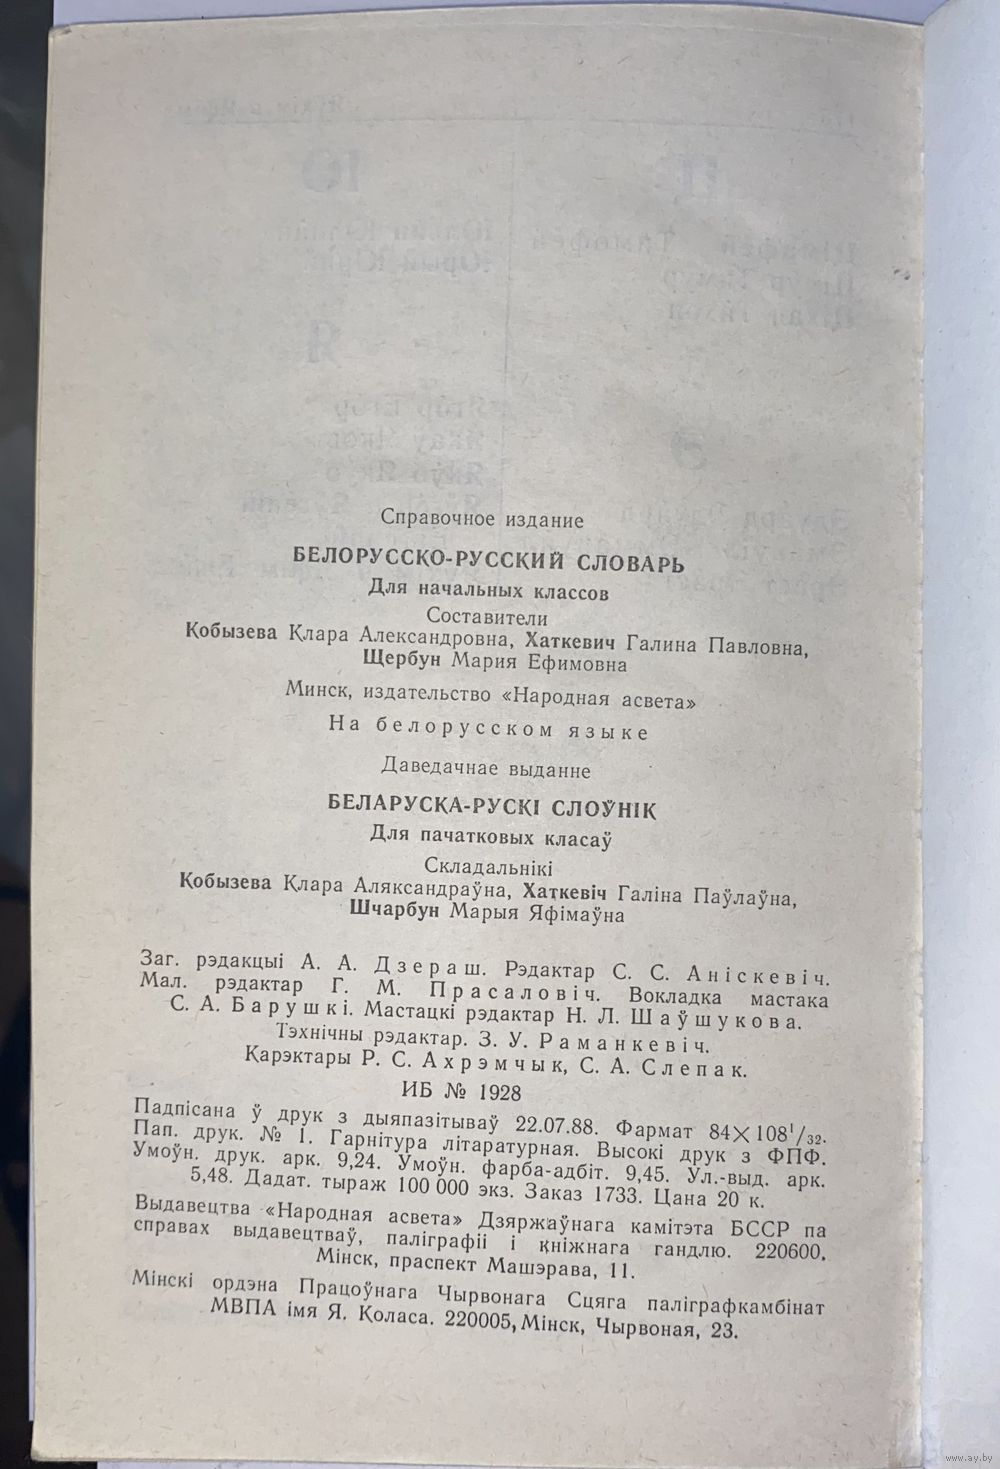 Справочное издание
БЕЛОРУССКО-РУССКИЙ СЛОВАРЬ
Для начальных классов
Составители
Кобызева Клара Александровна, Хаткевич Галина Павловна,
Щербун Мария Ефимовна
Минск, издательство «Народная асвета»
На белорусском языке
Даведачнае выданне
БЕЛАРУСКА-РУСКІ СЛОЎНІК
Для пачатковых класаў
Складальнікі
Кобызева Клара Аляксандраўна, Хаткевіч Галіна Паўлаўна,
Шчарбун Марыя Яфімаўна
Заг. рэдакцыі А. А. Дзераш. Рэдактар С. С. Аніскевіч.
Мал. рэдактар Г. М. Прасаловіч. Вокладка мастака
С. А. Барушкі. Мастацкі рэдактар Н. Л. Шаўшукова.
Тэхнічны рэдактар. З. У. Раманкевіч.
Карэктары Р. С. Ахрэмчык, С. А. Слепак.
ИБ № 1928
Падпісана ў друк з дыяпазітываў 22.07.88. Фармат 84×108¹/₃₂.
Пап. друк. № 1. Гарнітура літаратурная. Высокі друк з ФПФ.
Умоўн. друк. арк. 9,24. Умоўн. фарба-адбіт. 9,45. Ул.-выд. арк.
5,48. Дадат. тыраж 100 000 экз. Заказ 1733. Цана 20 к.
Выдавецтва «Народная асвета» Дзяржаўнага камітэта БССР па
справах выдавецтваў, паліграфіі і кніжнага гандлю. 220600.
Мінск, праспект Машэрава, 11.
Мінскі ордэна Працоўнага Чырвонага Сцяга паліграфкамбінат
МВПА імя Я. Коласа. 220005, Мінск, Чырвоная, 23.
www.ay.by